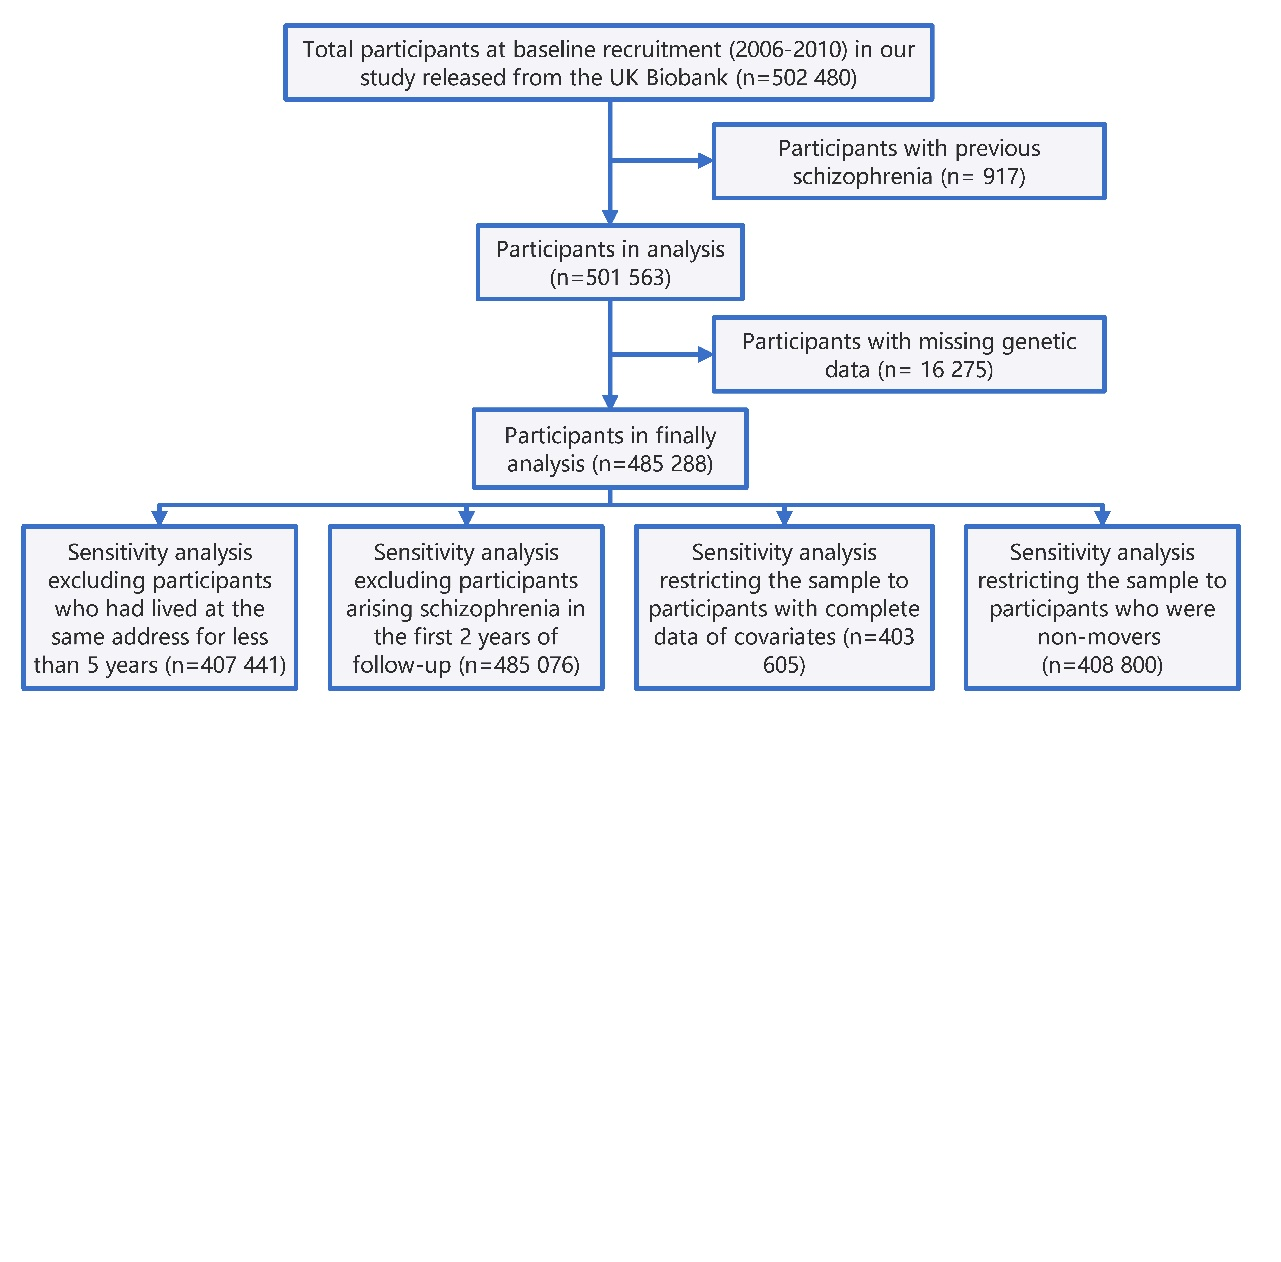 Total participants at baseline recruitment (2006-2010) in our
study released from the UK Biobank (n=502 480)
Participants with previous
schizophrenia (n= 917)
Participants in analysis
(n=501 563)
Participants with missing genetic
data (n= 16 275)
Participants in finally
analysis (n=485 288)
Sensitivity analysis
excluding participants
who had lived at the
same address for less
than 5 years (n=407 441)
Sensitivity analysis
excluding participants
arising schizophrenia in
the first 2 years of
follow-up (n=485 076)
Sensitivity analysis
restricting the sample to
participants with complete
data of covariates (n=403
605)
Sensitivity analysis
restricting the sample to
participants who were
non-movers
(n=408 800)